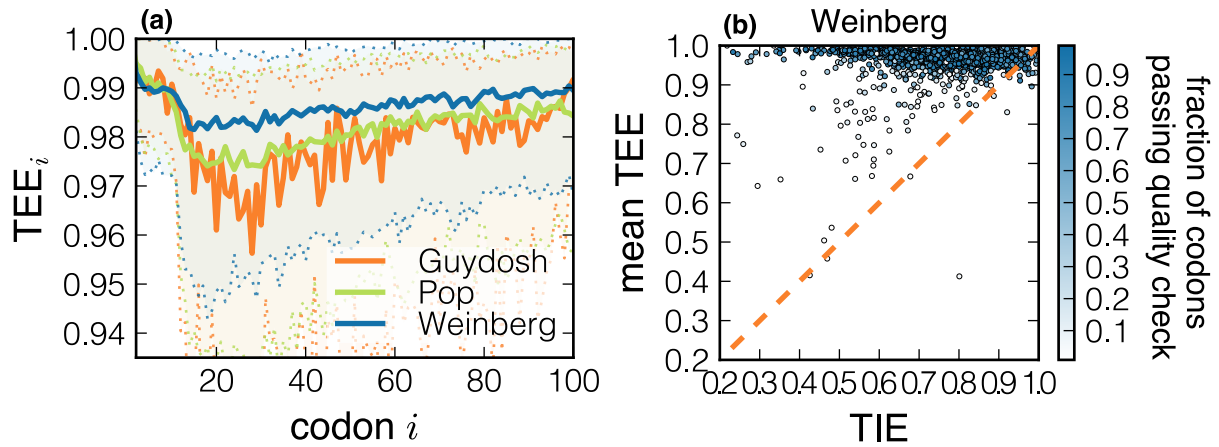 (a)
1.00
0.99
0.98
0.97
0.96
0.95
0.94
TEE_i
20 40 60 80 100
codon i
Guydosh
Pop
Weinberg
(b) Weinberg
1.0
0.9
0.8
0.7
0.6
0.5
0.4
0.3
0.2
mean TEE
0.2 0.3 0.4 0.5 0.6 0.7 0.8 0.9 1.0
TIE
0.9
0.8
0.7
0.6
0.5
0.4
0.3
0.2
0.1
fraction of codons
passing quality check